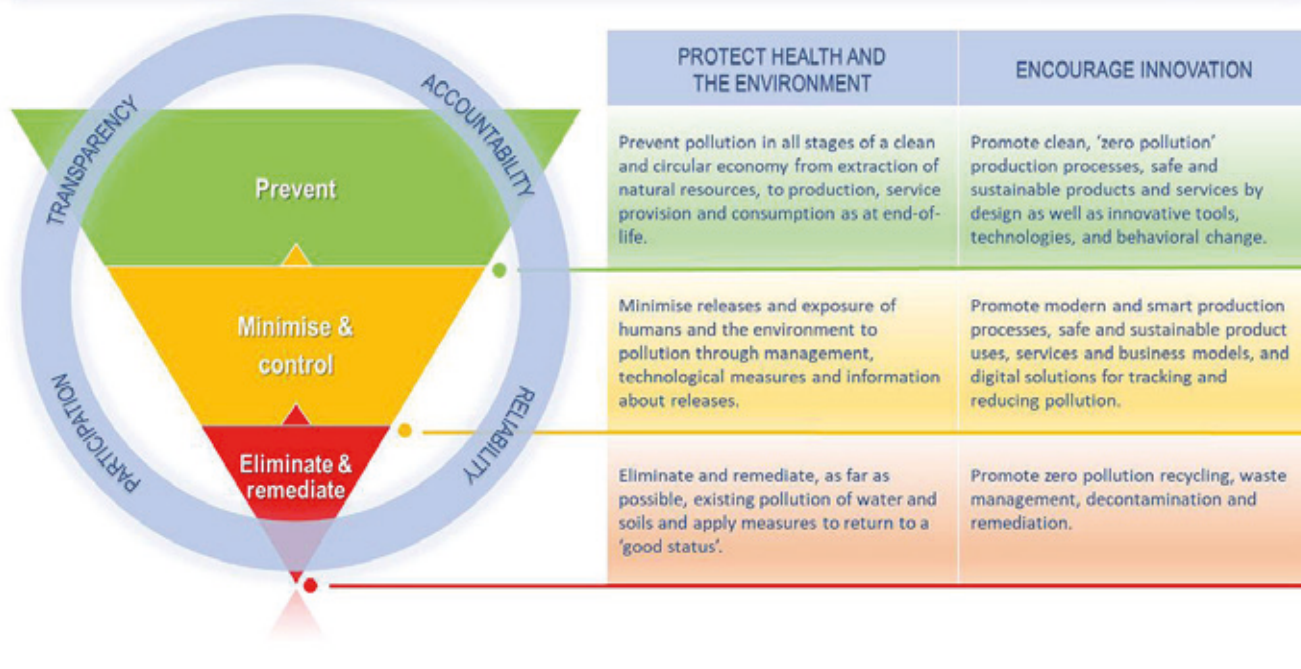 TRANSPARENCY
ACCOUNTABILITY
PARTICIPATION
RELIABILITY
Prevent
Minimise &
control
Eliminate &
remediate
PROTECT HEALTH AND
THE ENVIRONMENT
ENCOURAGE INNOVATION
Prevent pollution in all stages of a clean
and circular economy from extraction of
natural resources, to production, service
provision and consumption as at end-of-
life.
Promote clean, ‘zero pollution’
production processes, safe and
sustainable products and services by
design as well as innovative tools,
technologies, and behavioral change.
Minimise releases and exposure of
humans and the environment to
pollution through management,
technological measures and information
about releases.
Promote modern and smart production
processes, safe and sustainable product
uses, services and business models, and
digital solutions for tracking and
reducing pollution.
Eliminate and remediate, as far as
possible, existing pollution of water and
soils and apply measures to return to a
‘good status’.
Promote zero pollution recycling, waste
management, decontamination and
remediation.